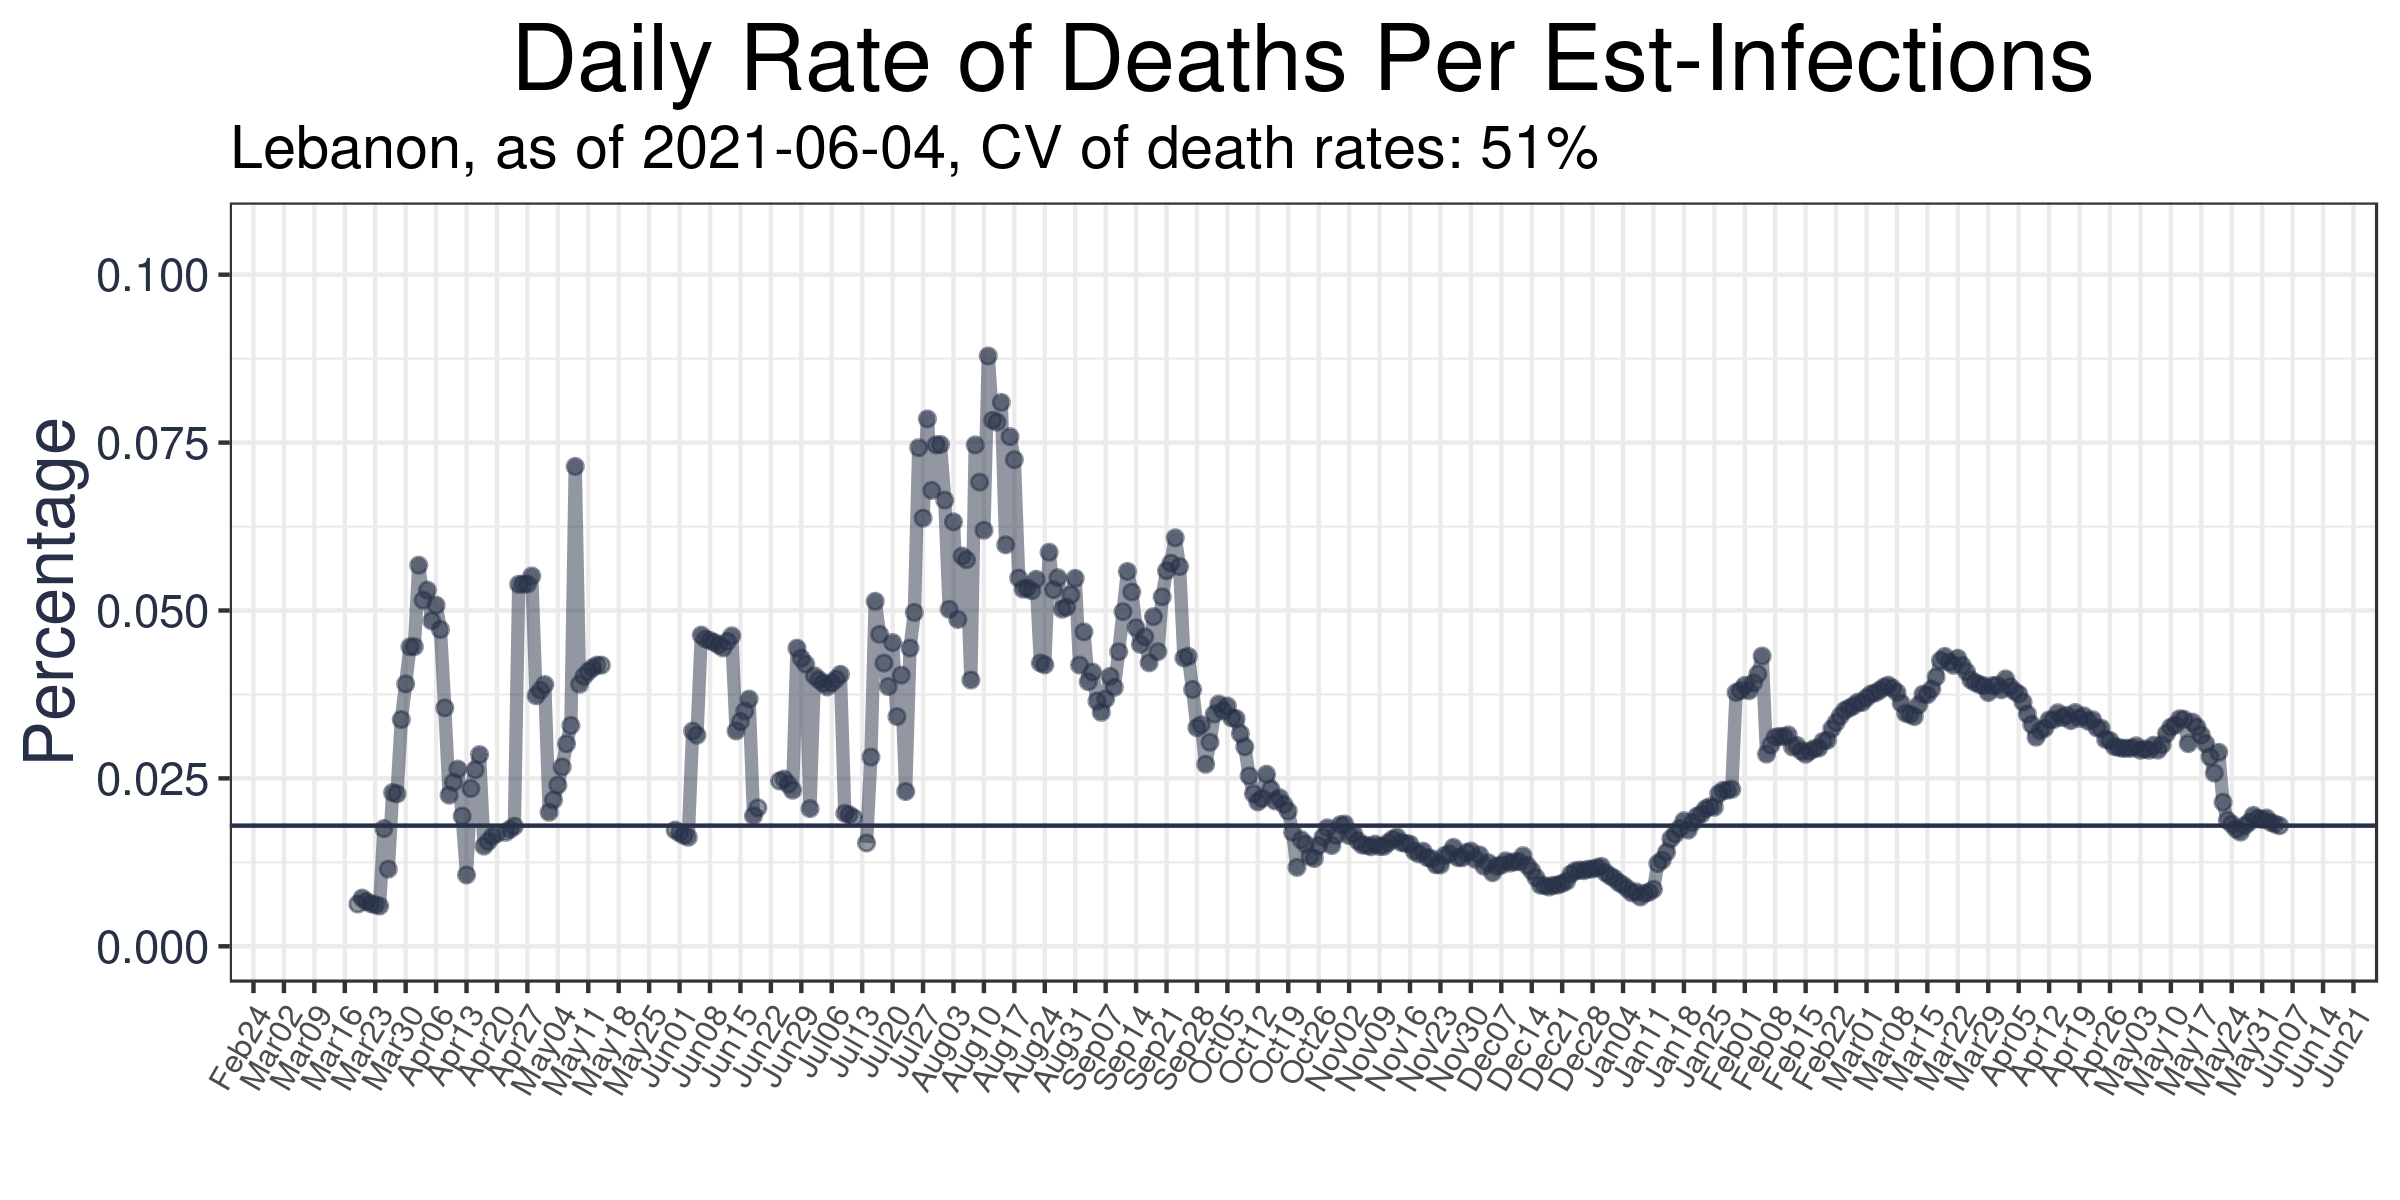 Daily Rate of Deaths Per Est-Infections
Lebanon, as of 2021-06-04, CV of death rates: 51%
Percentage
0.100
0.075
0.050
0.025
0.000
Feb24
Mar02
Mar09
Mar16
Mar23
Mar30
Apr06
Apr13
Apr20
Apr27
May04
May11
May18
May25
Jun01
Jun08
Jun15
Jun22
Jun29
Jul06
Jul13
Jul20
Jul27
Aug03
Aug10
Aug17
Aug24
Aug31
Sep07
Sep14
Sep21
Sep28
Oct05
Oct12
Oct19
Oct26
Nov02
Nov09
Nov16
Nov23
Nov30
Dec07
Dec14
Dec21
Dec28
Jan04
Jan11
Jan18
Jan25
Feb01
Feb08
Feb15
Feb22
Mar01
Mar08
Mar15
Mar22
Mar29
Apr05
Apr12
Apr19
Apr26
May03
May10
May17
May24
May31
Jun07
Jun14
Jun21